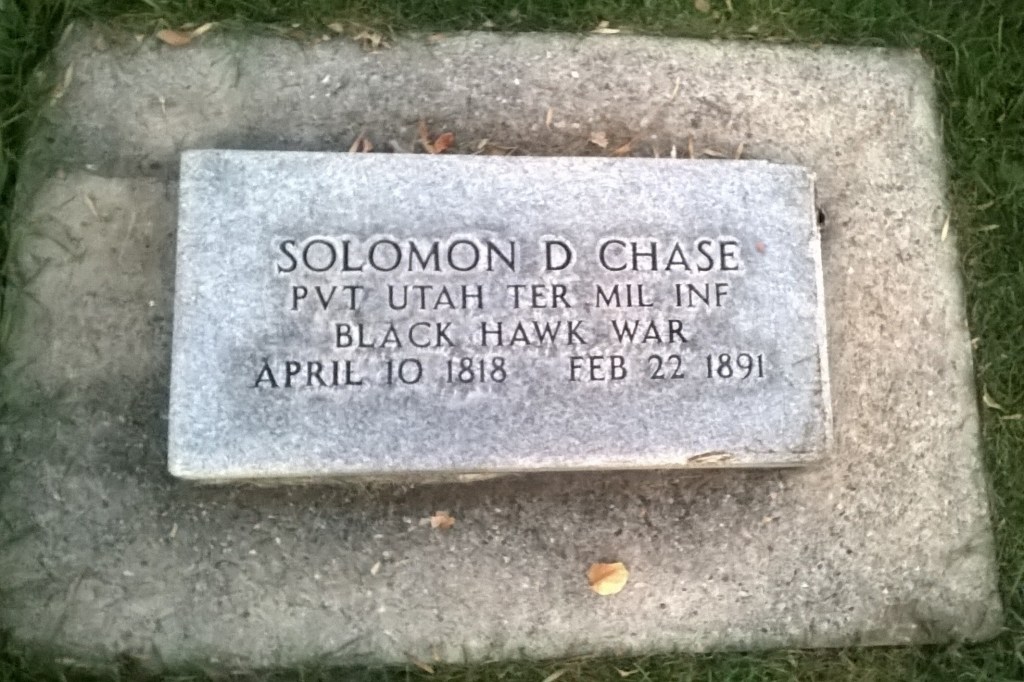 SOLOMON D CHASE
PVT UTAH TER MIL INF
BLACK HAWK WAR
APRIL 10 1818 FEB 22 1891